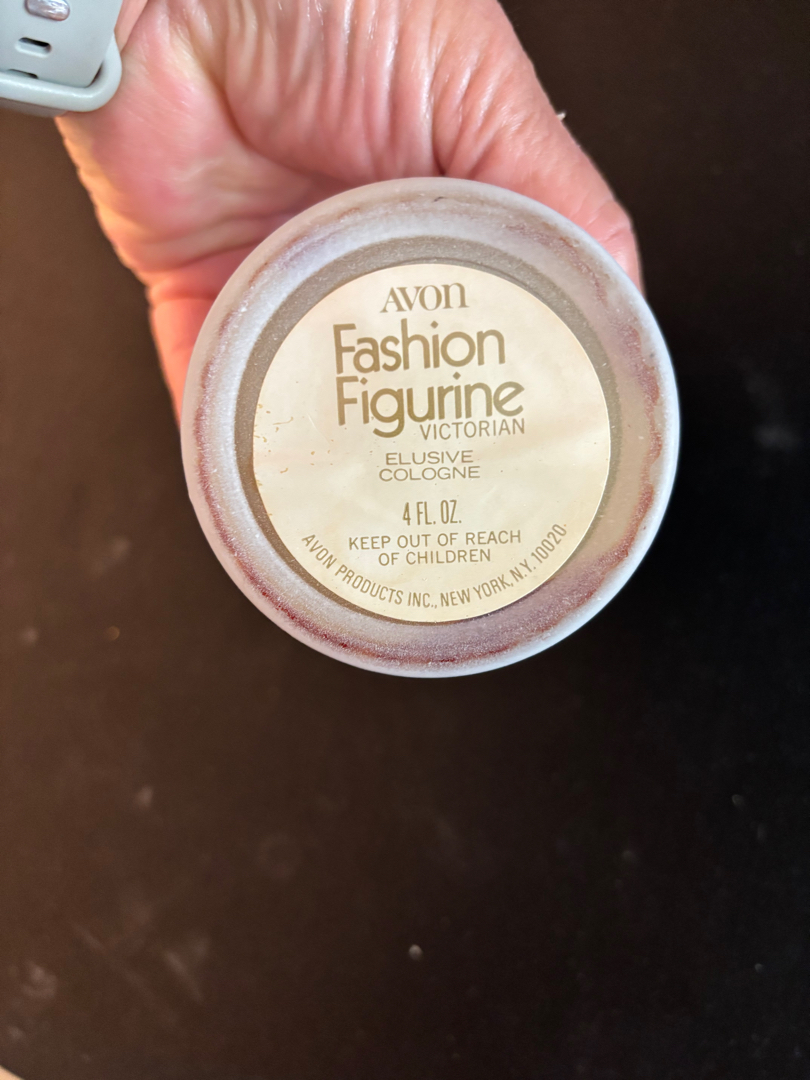 AVON
Fashion
Figurine
VICTORIAN
ELUSIVE
COLOGNE
4 FL. OZ.
KEEP OUT OF REACH
OF CHILDREN
AVON PRODUCTS INC., NEW YORK, N.Y. 10020.